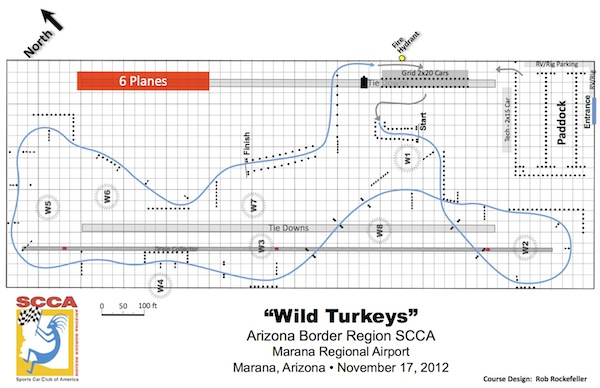 North
Fire
Hydrant
6 Planes
Grid 2x20 Cars
Tie
RV/Rig Parking
RV/Rig
Tech: 2x15 Car
Paddock
Entrance
Start
Finish
W1
W5
W6
W7
W8
W3
W2
W4
Tie Downs
0 50 100 ft
SCCA
ARIZONA BORDER REGION
Sports Car Club of America
“Wild Turkeys”
Arizona Border Region SCCA
Marana Regional Airport
Marana, Arizona • November 17, 2012
Course Design: Rob Rockefeller